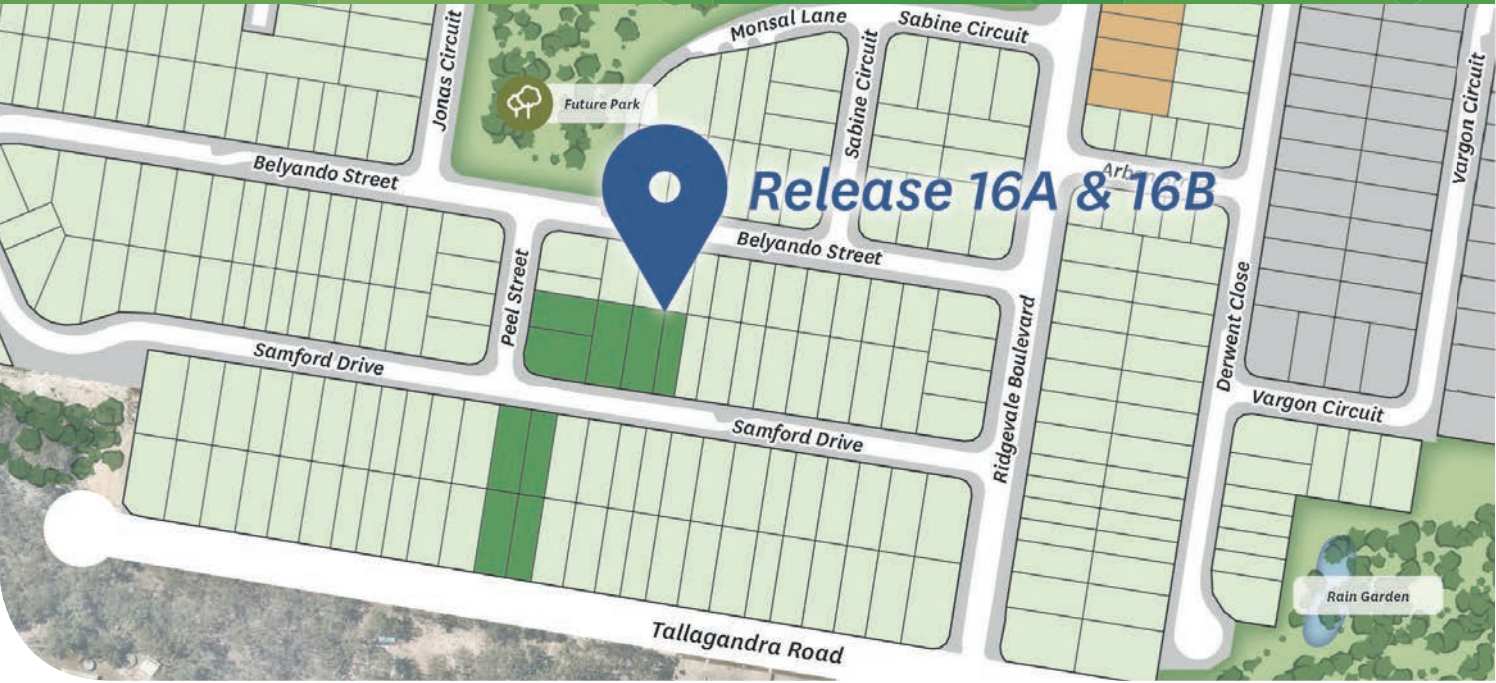 Monsal Lane
Sabine Circuit
Jonas Circuit
Sabine Circuit
Vargon Circuit
Future Park
Belyando Street
Release 16A & 16B
Belyando Street
Peel Street
Derwent Close
Ridgevale Boulevard
Samford Drive
Vargon Circuit
Samford Drive
Rain Garden
Tallagandra Road